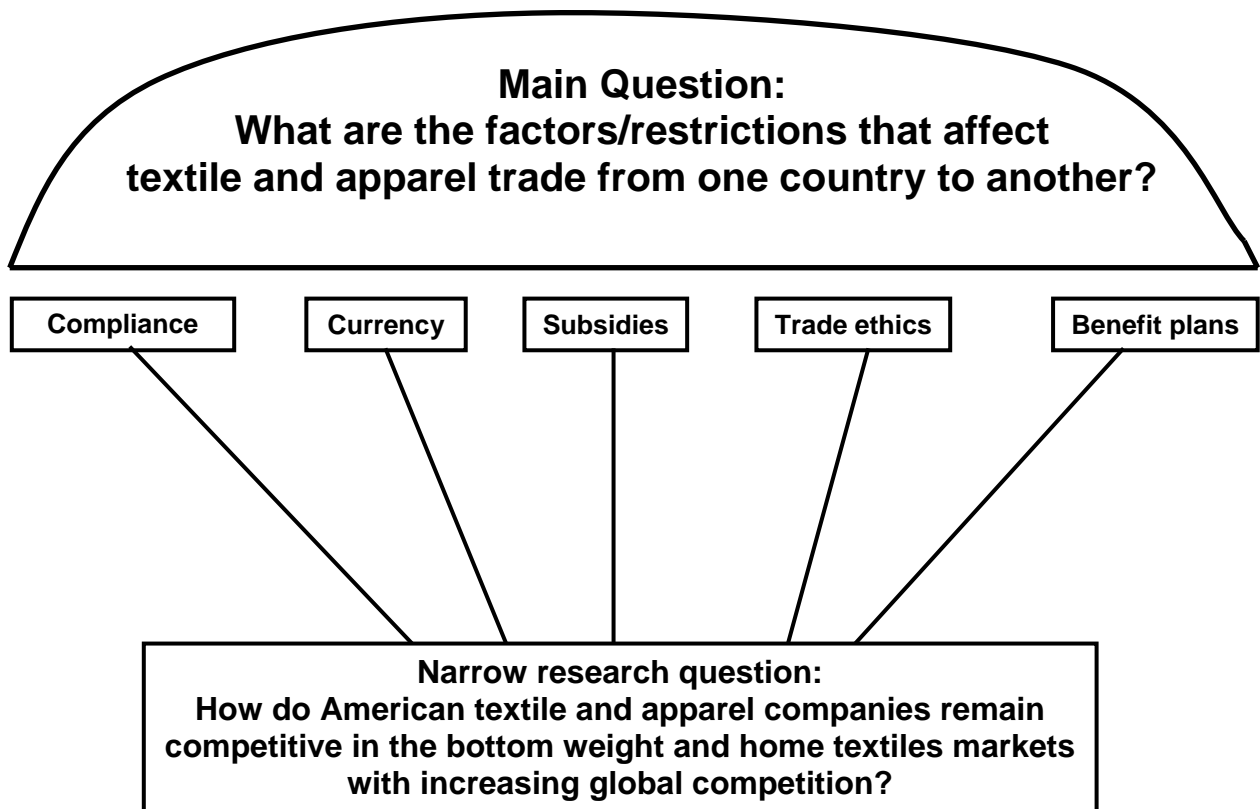 Main Question:
What are the factors/restrictions that affect
textile and apparel trade from one country to another?
Compliance
Currency
Subsidies
Trade ethics
Benefit plans
Narrow research question:
How do American textile and apparel companies remain
competitive in the bottom weight and home textiles markets
with increasing global competition?